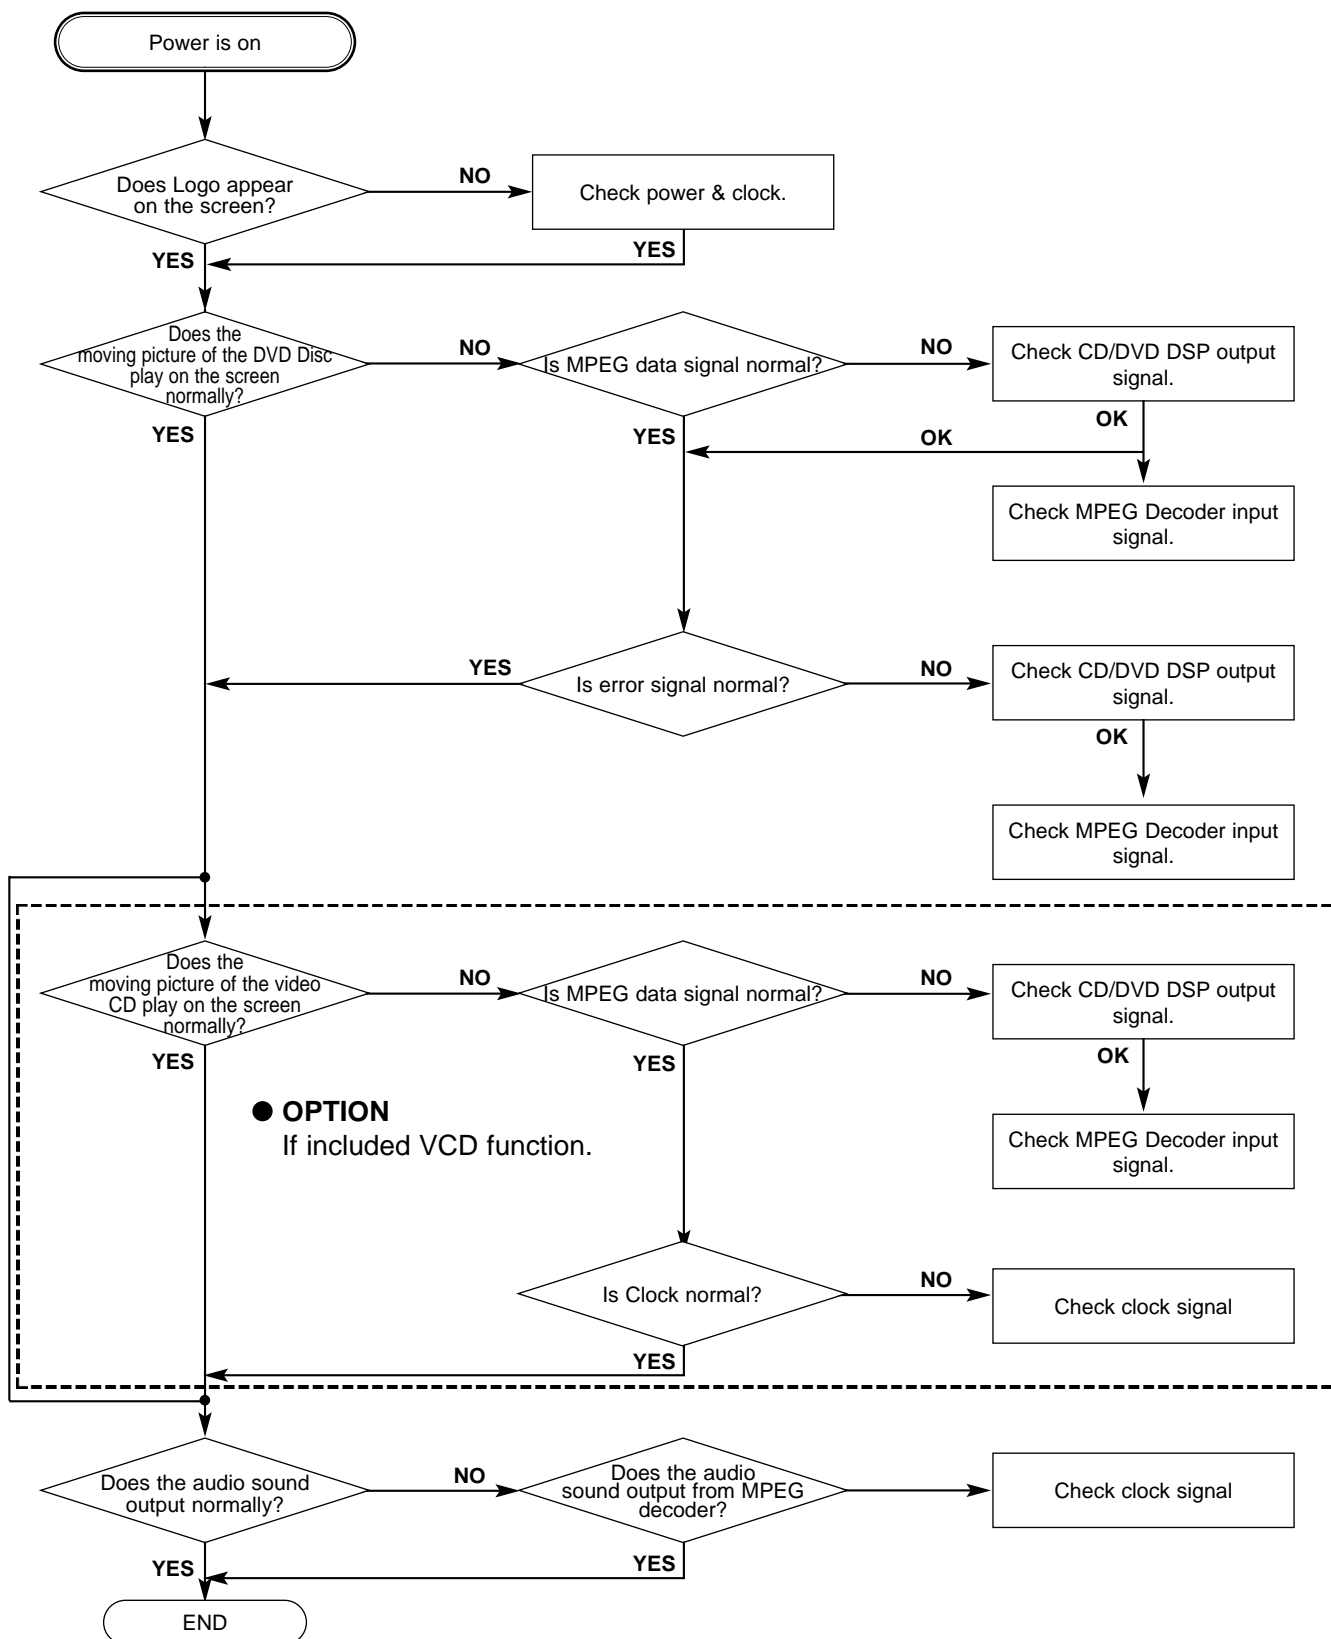 Power is on
Does Logo appear
on the screen?
NO
Check power & clock.
YES
YES
Does the
moving picture of the DVD Disc
play on the screen
normally?
NO
Is MPEG data signal normal?
NO
Check CD/DVD DSP output
signal.
YES
YES
OK
OK
Check MPEG Decoder input
signal.
YES
Is error signal normal?
NO
Check CD/DVD DSP output
signal.
OK
Check MPEG Decoder input
signal.
Does the
moving picture of the video
CD play on the screen
normally?
NO
Is MPEG data signal normal?
NO
Check CD/DVD DSP output
signal.
YES
YES
OK
● OPTION
If included VCD function.
Check MPEG Decoder input
signal.
Is Clock normal?
NO
Check clock signal
YES
Does the audio sound
output normally?
NO
Does the audio
sound output from MPEG
decoder?
Check clock signal
YES
YES
END